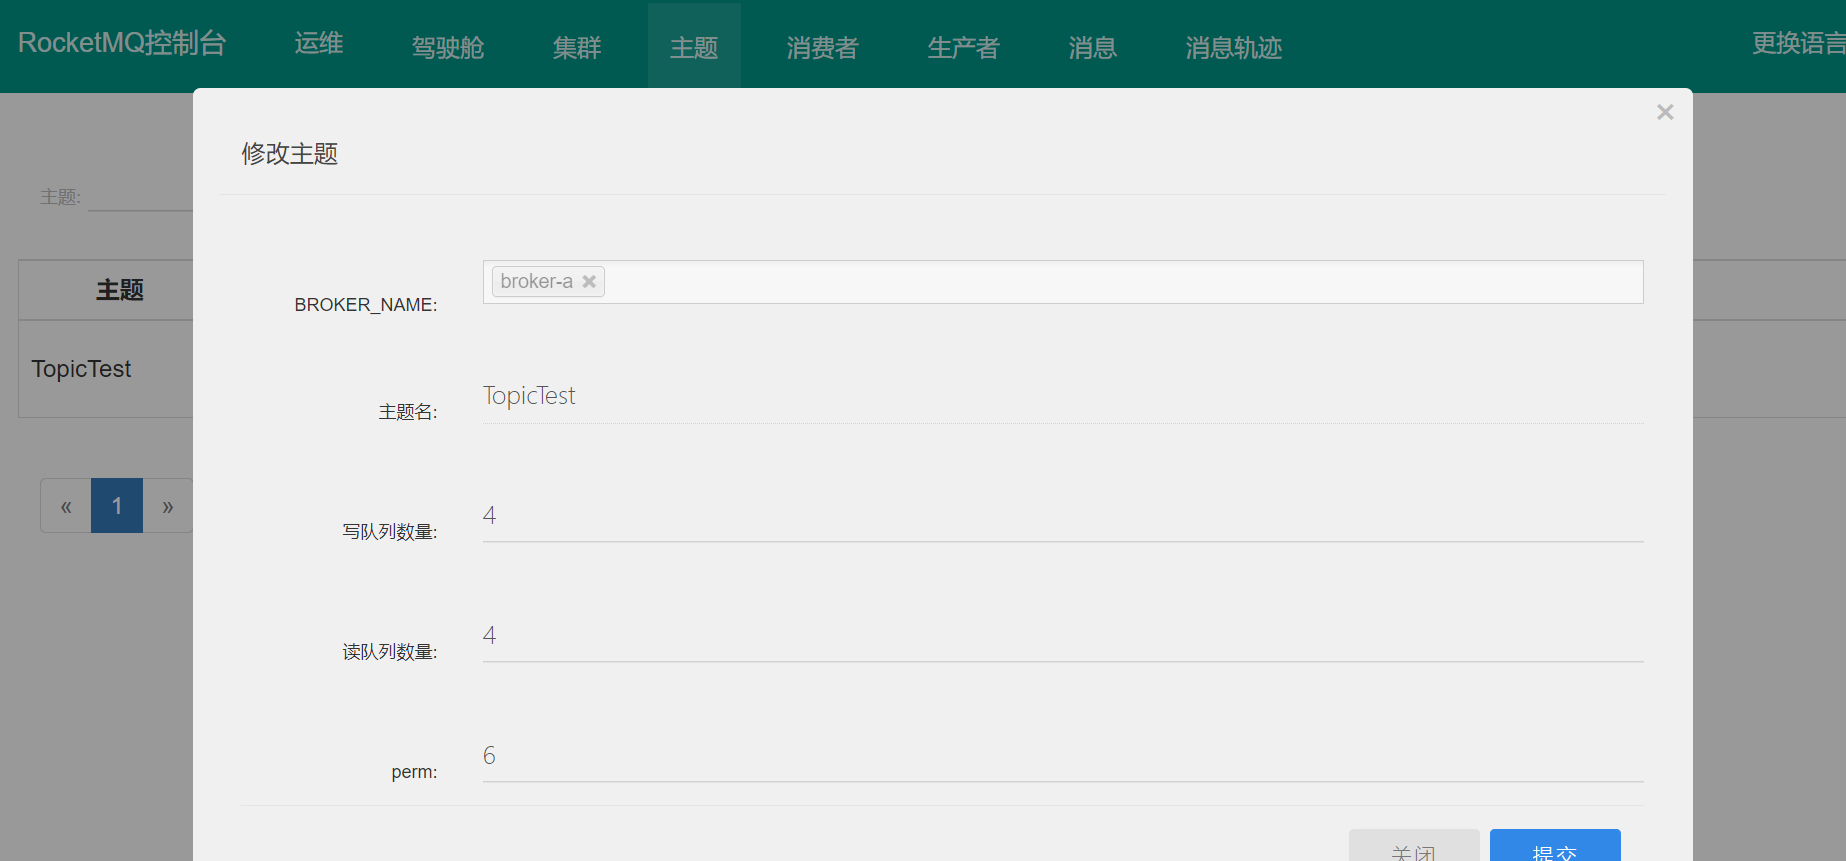 RocketMQ控制台 运维 驾驶舱 集群 主题 消费者 生产者 消息 消息轨迹 更换语言
×
修改主题
主题:
BROKER_NAME: broker-a ×
主题
TopicTest
主题名: TopicTest
« 1 »
写队列数量: 4
读队列数量: 4
perm: 6
关闭 提交